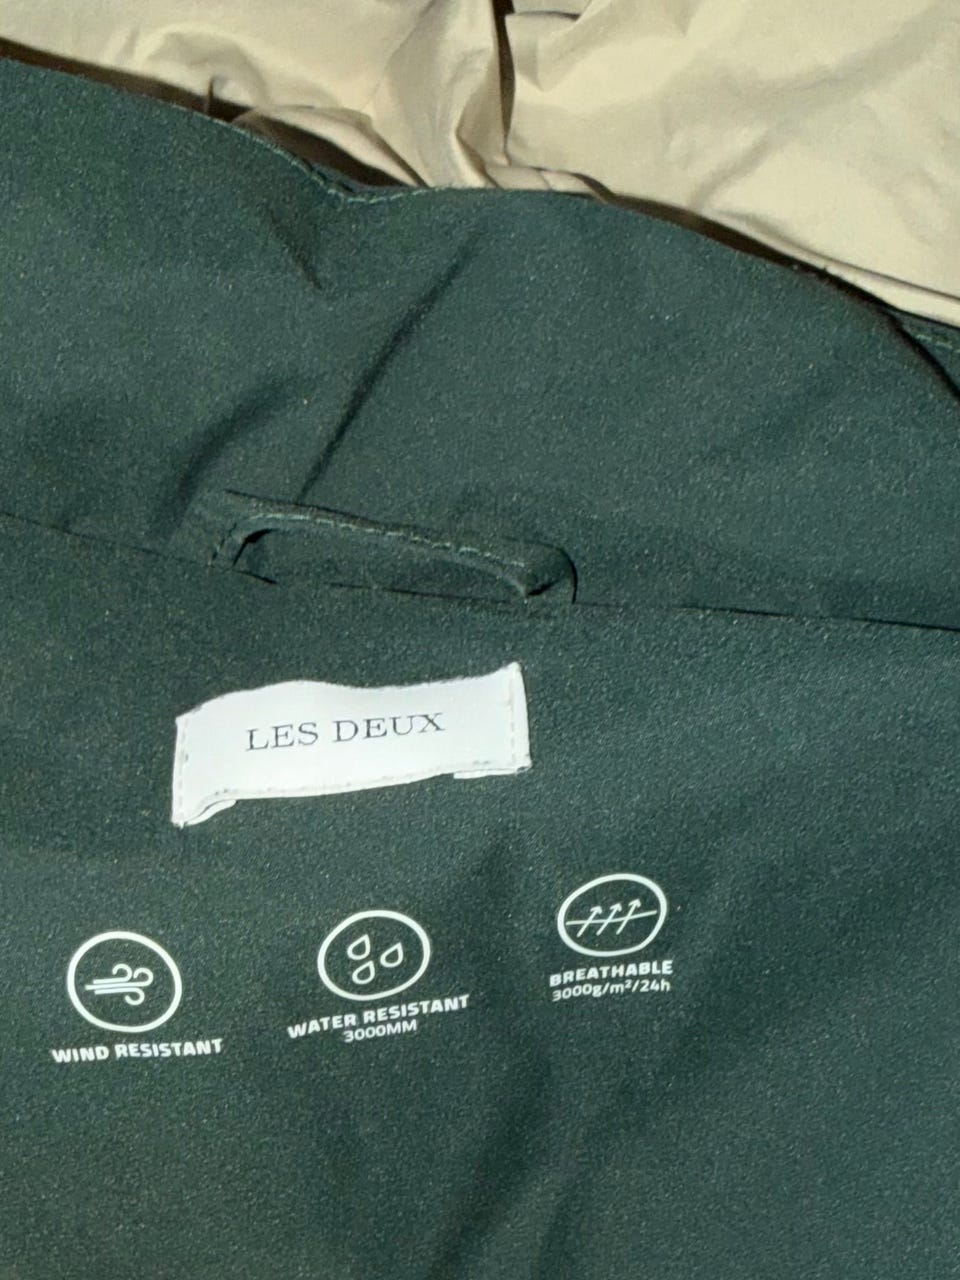 LES DEUX
WIND RESISTANT
WATER RESISTANT
3000MM
BREATHABLE
3000g/m²/24h